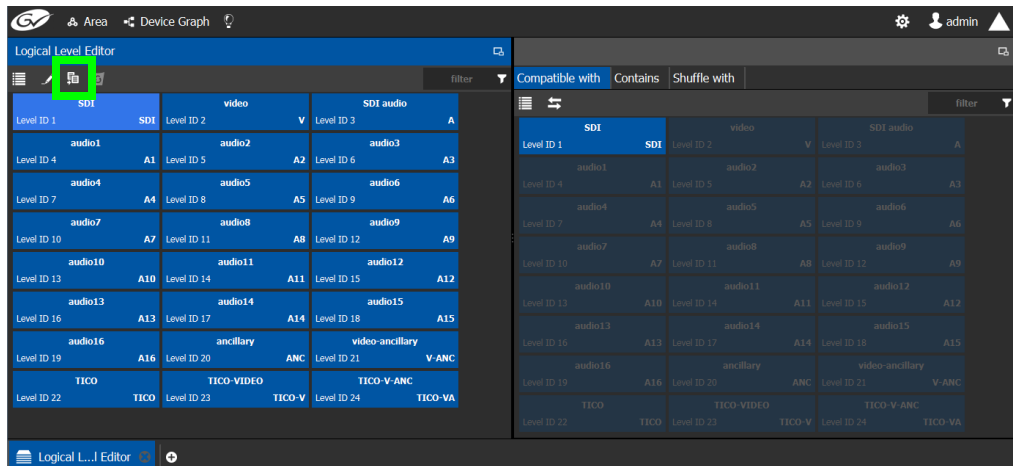 GV Area Device Graph admin
Logical Level Editor
filter
Compatible with Contains Shuffle with
filter
SDI video SDI audio
Level ID 1 SDI Level ID 2 V Level ID 3 A
audio1 audio2 audio3
Level ID 4 A1 Level ID 5 A2 Level ID 6 A3
audio4 audio5 audio6
Level ID 7 A4 Level ID 8 A5 Level ID 9 A6
audio7 audio8 audio9
Level ID 10 A7 Level ID 11 A8 Level ID 12 A9
audio10 audio11 audio12
Level ID 13 A10 Level ID 14 A11 Level ID 15 A12
audio13 audio14 audio15
Level ID 16 A13 Level ID 17 A14 Level ID 18 A15
audio16 ancillary video-ancillary
Level ID 19 A16 Level ID 20 ANC Level ID 21 V-ANC
TICO TICO-VIDEO TICO-V-ANC
Level ID 22 TICO Level ID 23 TICO-V Level ID 24 TICO-VA
SDI video SDI audio
Level ID 1 SDI Level ID 2 V Level ID 3 A
audio1 audio2 audio3
Level ID 4 A1 Level ID 5 A2 Level ID 6 A3
audio4 audio5 audio6
Level ID 7 A4 Level ID 8 A5 Level ID 9 A6
audio7 audio8 audio9
Level ID 10 A7 Level ID 11 A8 Level ID 12 A9
audio10 audio11 audio12
Level ID 13 A10 Level ID 14 A11 Level ID 15 A12
audio13 audio14 audio15
Level ID 16 A13 Level ID 17 A14 Level ID 18 A15
audio16 ancillary video-ancillary
Level ID 19 A16 Level ID 20 ANC Level ID 21 V-ANC
TICO TICO-VIDEO TICO-V-ANC
Level ID 22 TICO Level ID 23 TICO-V Level ID 24 TICO-VA
Logical L...l Editor